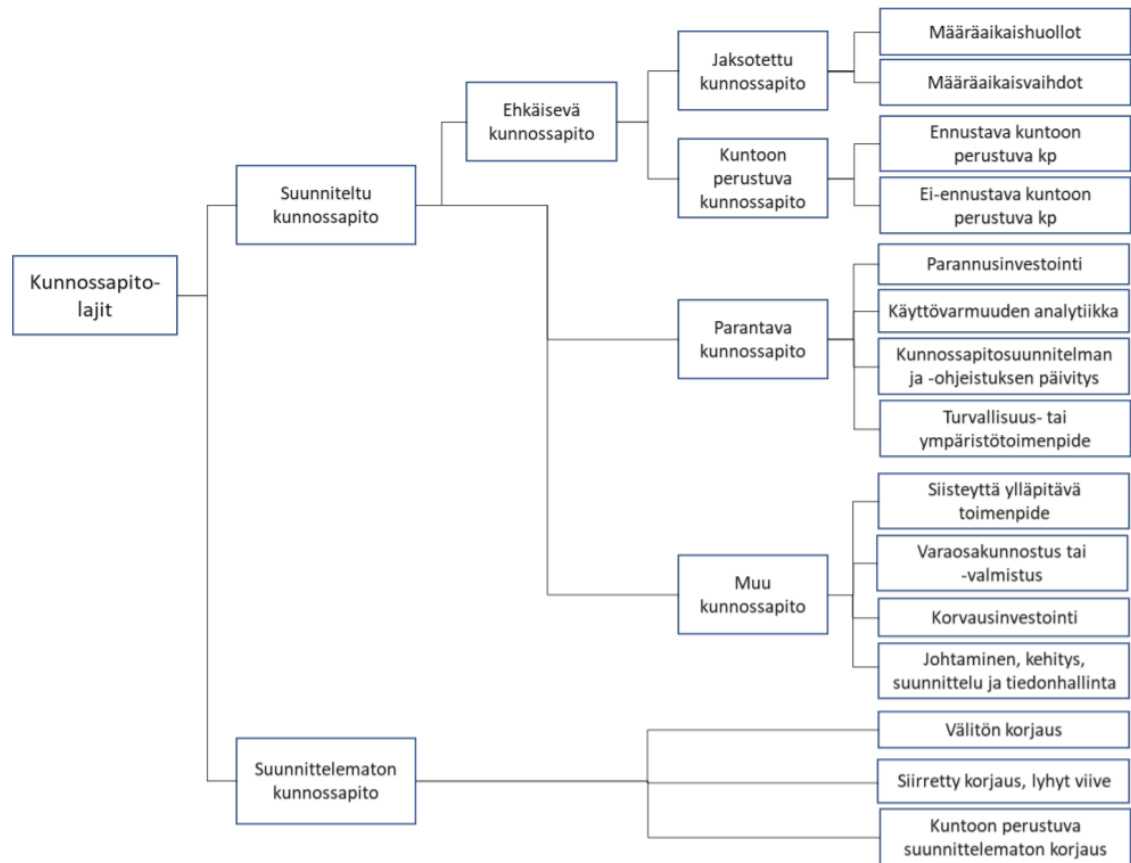 Kunnossapito-
lajit
Suunniteltu
kunnossapito
Ehkäisevä
kunnossapito
Jaksotettu
kunnossapito
Määräaikaishuollot
Määräaikaisvaihdot
Kuntoon
perustuva
kunnossapito
Ennustava kuntoon
perustuva kp
Ei-ennustava kuntoon
perustuva kp
Parantava
kunnossapito
Parannusinvestointi
Käyttövarmuuden analytiikka
Kunnossapitosuunnitelman
ja -ohjeistuksen päivitys
Turvallisuus- tai
ympäristötoimenpide
Muu
kunnossapito
Siisteyttä ylläpitävä
toimenpide
Varaosakunnostus tai
-valmistus
Korvausinvestointi
Johtaminen, kehitys,
suunnittelu ja tiedonhallinta
Suunnittelematon
kunnossapito
Välitön korjaus
Siirretty korjaus, lyhyt viive
Kuntoon perustuva
suunnittelematon korjaus